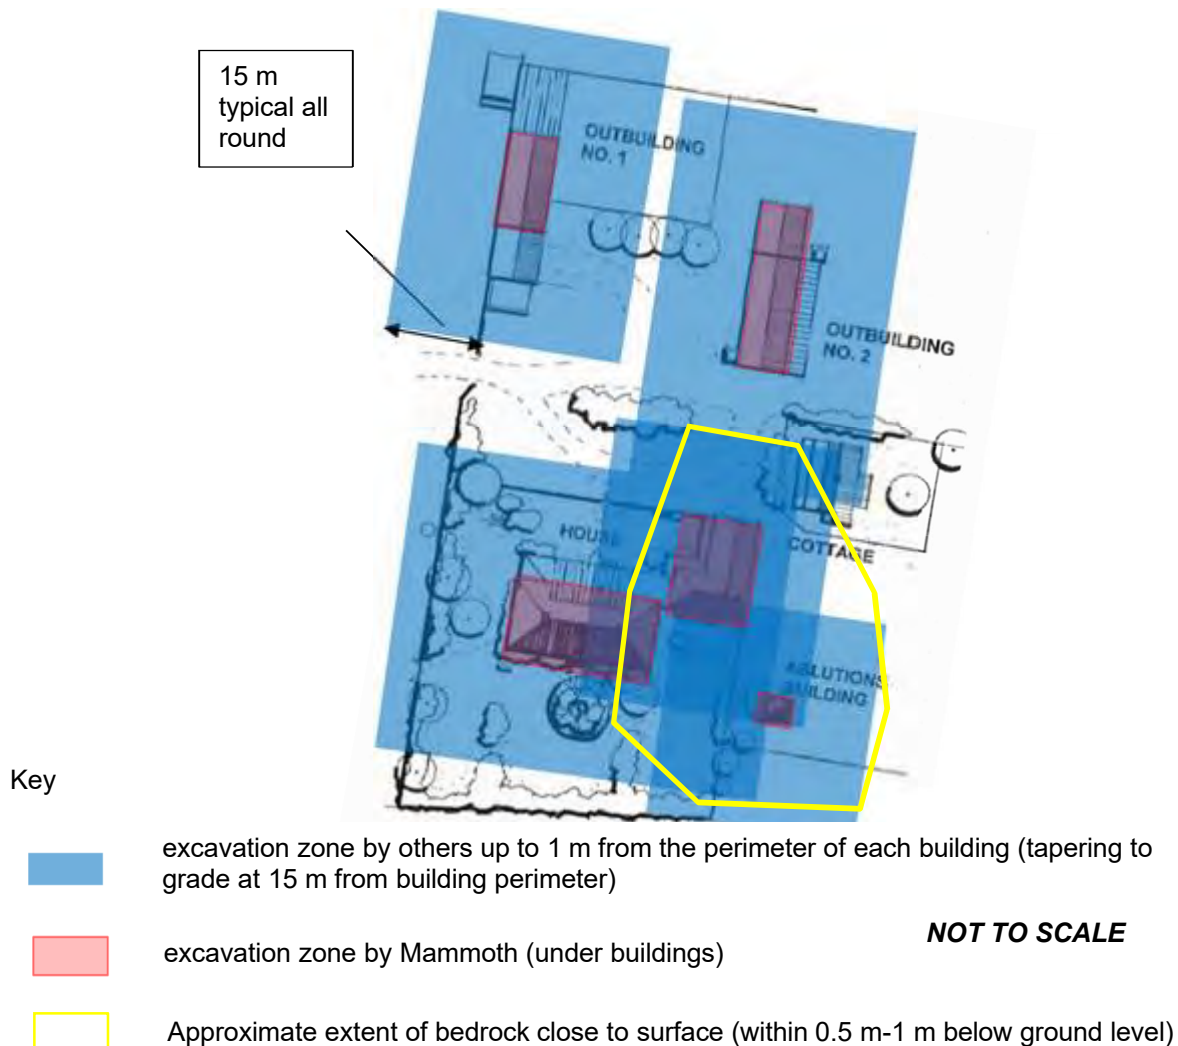 15 m
typical all
round
OUTBUILDING
NO. 1
OUTBUILDING
NO. 2
HOUSE
COTTAGE
ABLUTIONS
BUILDING
Key
excavation zone by others up to 1 m from the perimeter of each building (tapering to
grade at 15 m from building perimeter)
NOT TO SCALE
excavation zone by Mammoth (under buildings)
Approximate extent of bedrock close to surface (within 0.5 m-1 m below ground level)